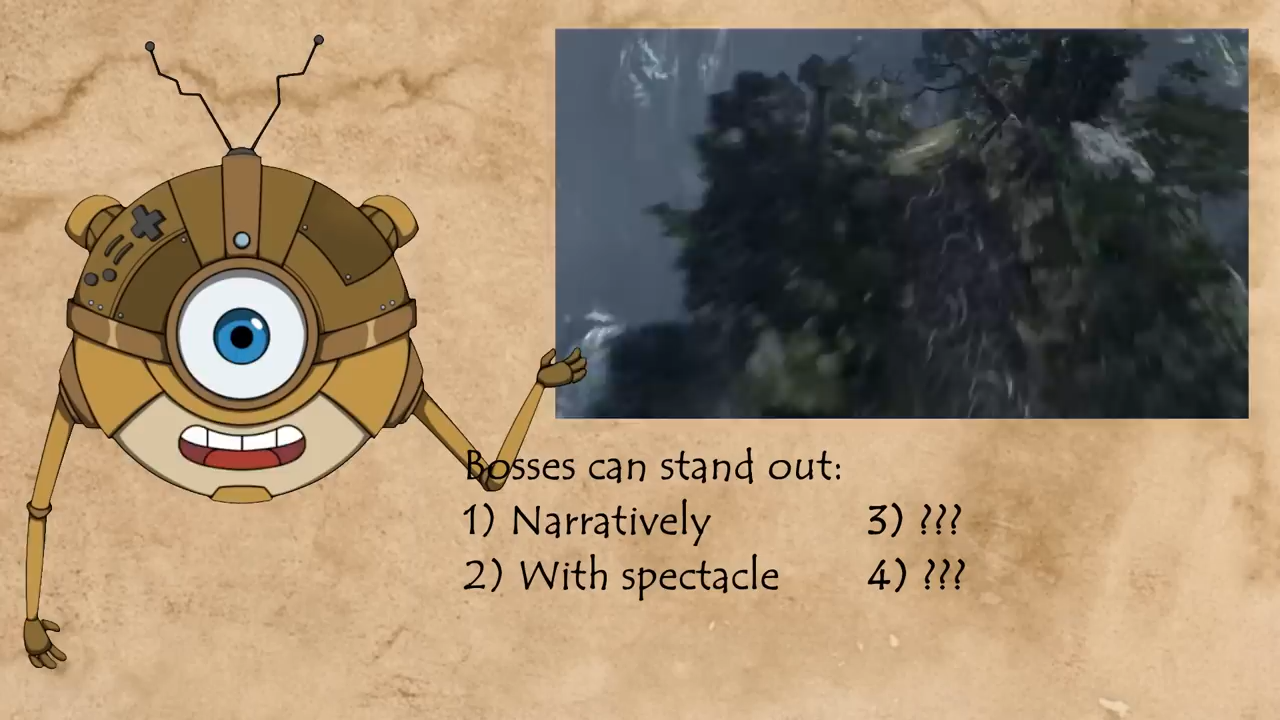 Bosses can stand out:
1) Narratively
2) With spectacle
3) ???
4) ???